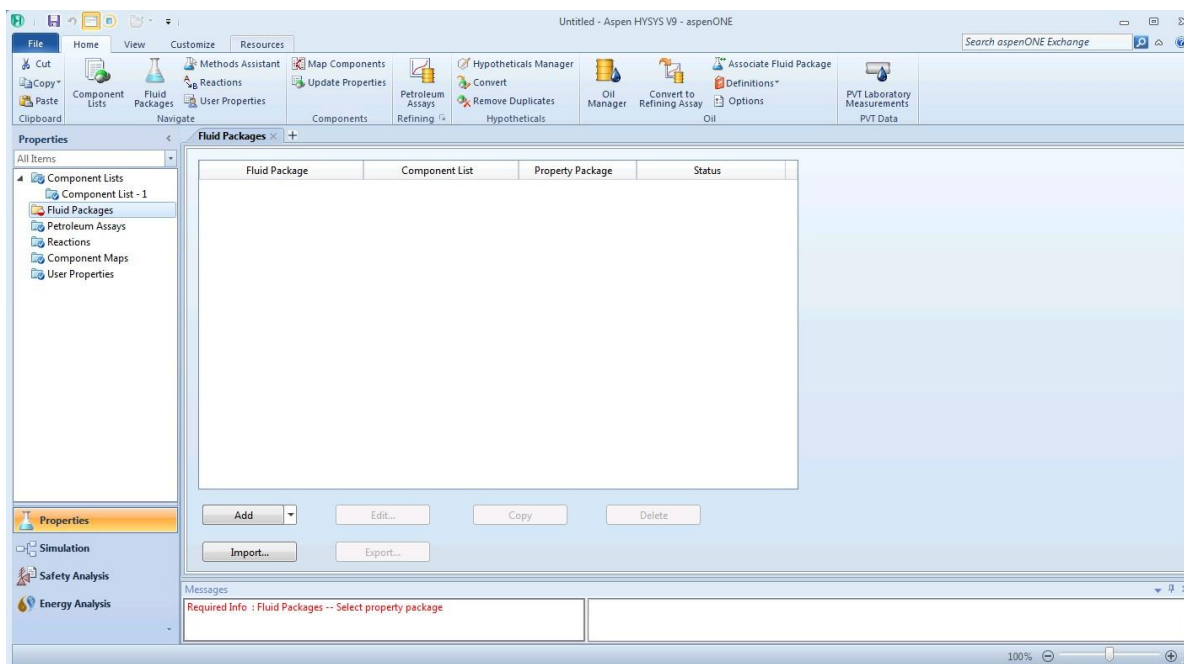 Untitled - Aspen HYSYS V9 - aspenONE
File Home View Customize Resources
Search aspenONE Exchange
Cut
Copy
Paste
Clipboard
Component Lists
Fluid Packages
Methods Assistant
Reactions
User Properties
Navigate
Map Components
Update Properties
Components
Petroleum Assays
Refining
Hypotheticals Manager
Convert
Remove Duplicates
Hypotheticals
Oil Manager
Convert to Refining Assay
Associate Fluid Package
Definitions
Options
Oil
PVT Laboratory Measurements
PVT Data
Properties
All Items
Component Lists
Component List - 1
Fluid Packages
Petroleum Assays
Reactions
Component Maps
User Properties
Properties
Simulation
Safety Analysis
Energy Analysis
Fluid Packages
Fluid Package Component List Property Package Status
Add Edit... Copy Delete
Import... Export...
Messages
Required Info : Fluid Packages -- Select property package
100%